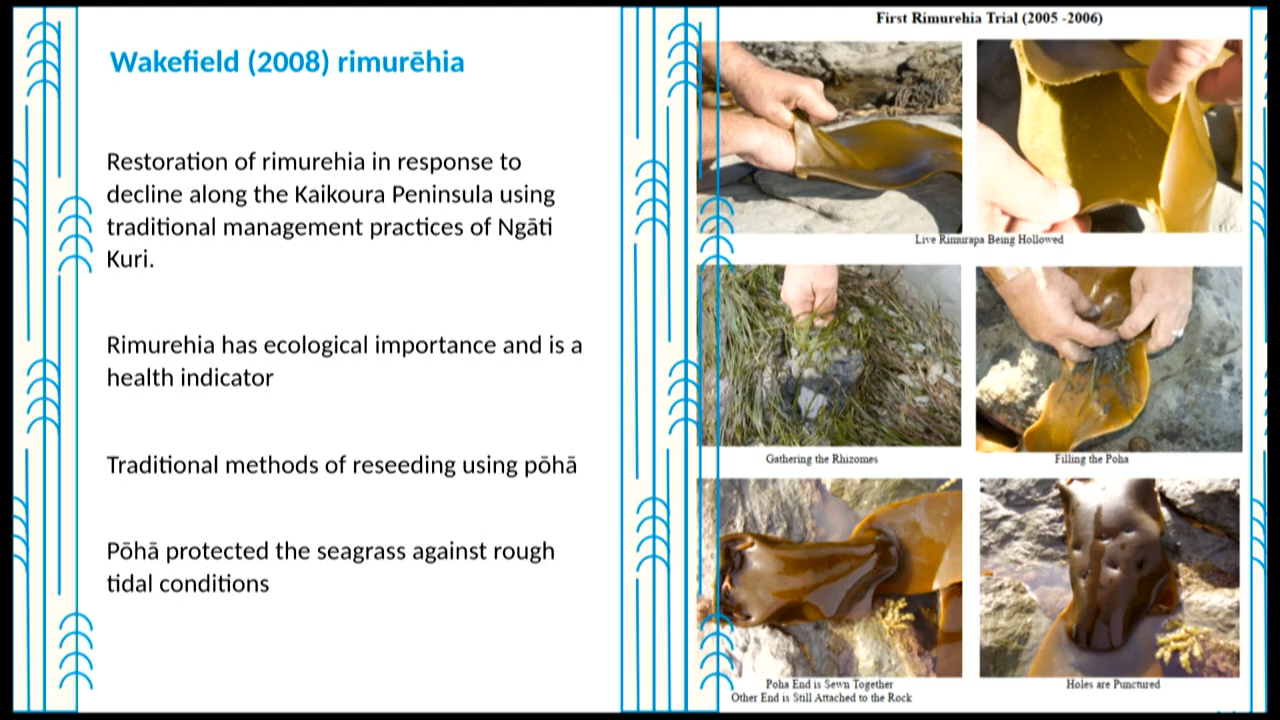 Wakefield (2008) rimurēhia
Restoration of rimurehia in response to
decline along the Kaikoura Peninsula using
traditional management practices of Ngāti
Kuri.
Rimurehia has ecological importance and is a
health indicator
Traditional methods of reseeding using pōhā
Pōhā protected the seagrass against rough
tidal conditions
First Rimurehia Trial (2005 -2006)
Live Rimurapa Being Hollowed
Gathering the Rhizomes
Filling the Poha
Poha End is Sewn Together
Other End is Still Attached to the Rock
Holes are Punctured